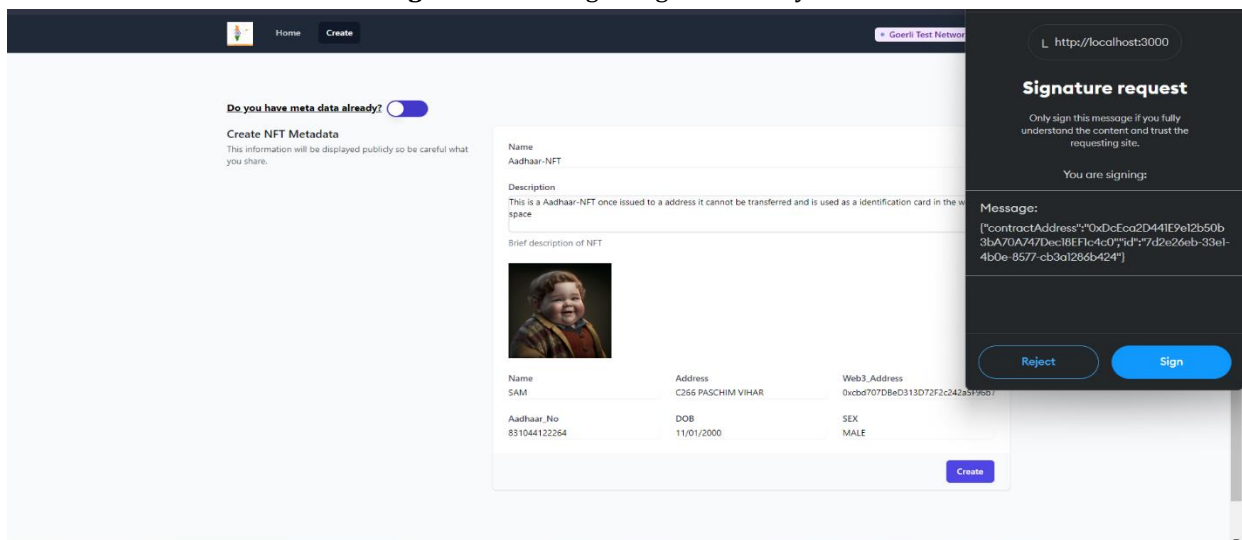 Home Create
Goerli Test Networ
Do you have meta data already?
Create NFT Metadata
This information will be displayed publicly so be careful what
you share.
Name
Aadhaar-NFT
Description
This is a Aadhaar-NFT once issued to a address it cannot be transferred and is used as a identification card in the w
space
Brief description of NFT
Name Address Web3_Address
SAM C266 PASCHIM VIHAR 0xcbd707DBeD313D72F2c242a5F96b7
Aadhaar_No DOB SEX
831044122264 11/01/2000 MALE
Create
L http://localhost:3000
Signature request
Only sign this message if you fully
understand the content and trust the
requesting site.
You are signing:
Message:
{"contractAddress":"0xDcEca2D441E9e12b50b
3bA70A747Dec18EF1c4c0","id":"7d2e26eb-33e1-
4b0e-8577-cb3a1286b424"}
Reject Sign